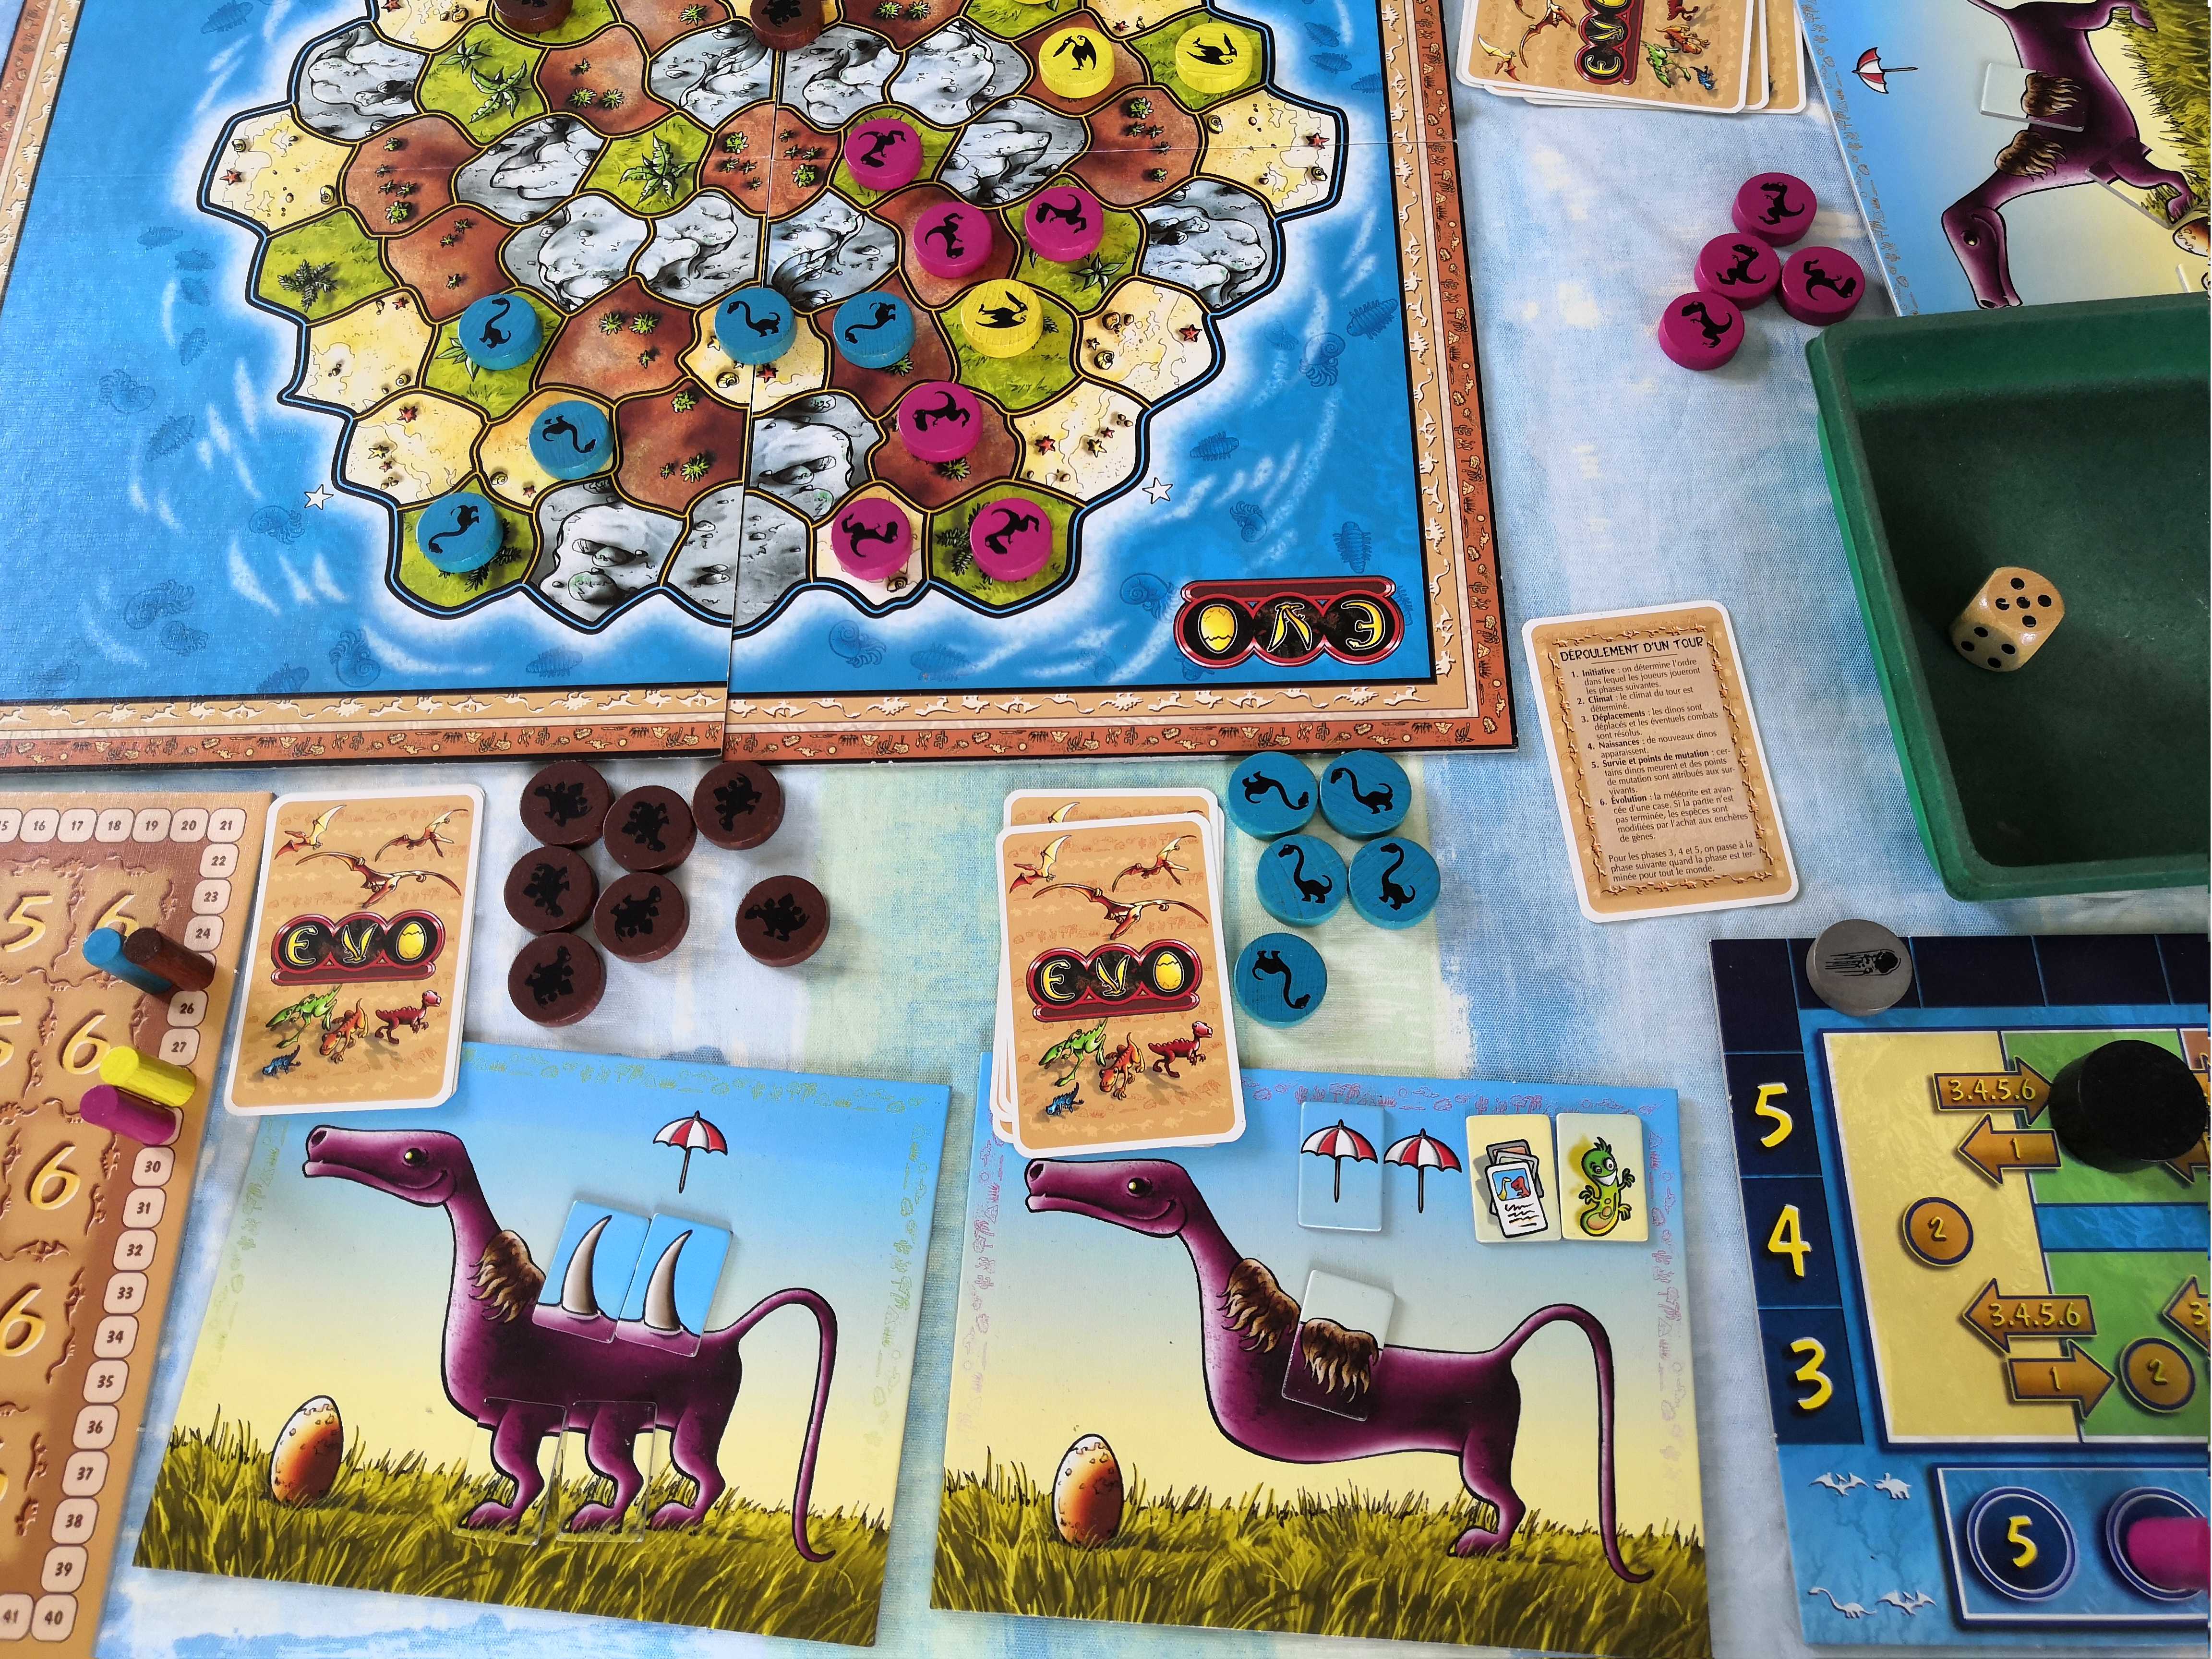 EVO
EVO
DÉROULEMENT D'UN TOUR
1. Initiative : on détermine l'ordre
dans lequel les joueurs joueront
les phases suivantes.
2. Climat : le climat du tour est
déterminé.
3. Déplacements : les dinos sont
déplacés et les éventuels combats
sont résolus.
4. Naissances : de nouveaux dinos
apparaissent.
5. Survie et points de mutation : cer-
tains dinos meurent et des points
de mutation sont attribués aux sur-
vivants.
6. Évolution : la météorite est avan-
cée d'une case. Si la partie n'est
pas terminée, les espèces sont
modifiées par l'achat aux enchères
de gènes.
Pour les phases 3, 4 et 5, on passe à la
phase suivante quand la phase est ter-
minée pour tout le monde.
16 17 18 19 20 21
22
23
24
26
27
30
31
32
33
34
35
36
37
38
39
41 40
5 6
6
6
6
EVO
EVO
5
4
3
3.4.5.6
1
2
3.4.5.6
1
2
5